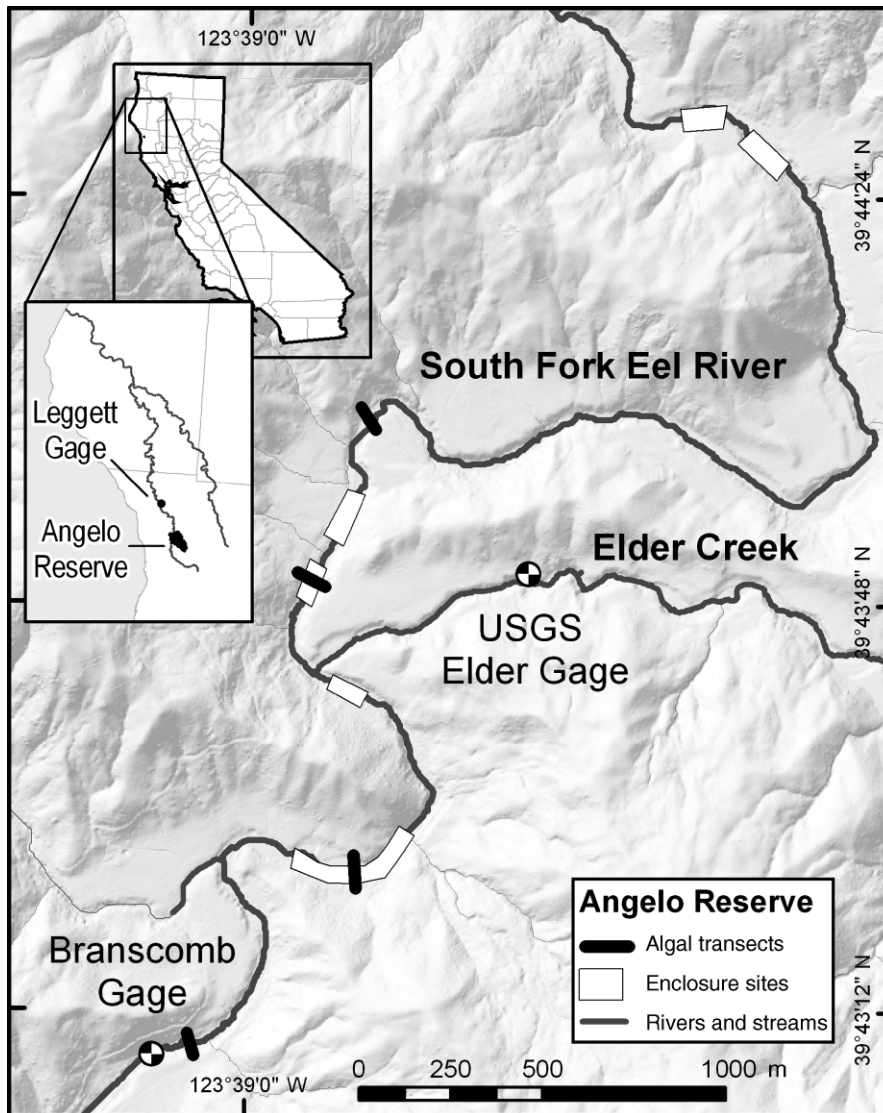 123°39'0" W
39°44'24" N
South Fork Eel River
Leggett
Gage
Angelo
Reserve
Elder Creek
USGS
Elder Gage
39°43'48" N
Branscomb
Gage
Angelo Reserve
Algal transects
Enclosure sites
Rivers and streams
39°43'12" N
123°39'0" W
0 250 500 1000 m